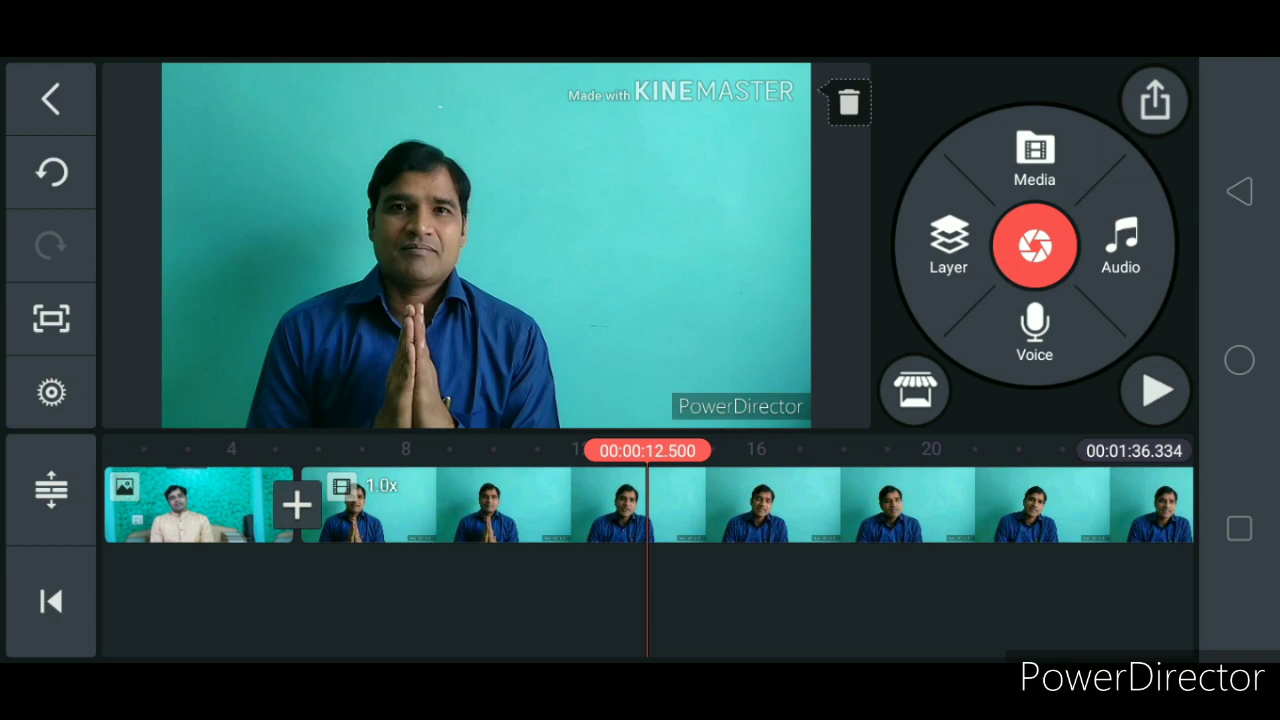 Made with KINEMASTER
Media
Layer
Audio
Voice
PowerDirector
4
8
00:00:12.500
16
20
00:01:36.334
1.0x
PowerDirector